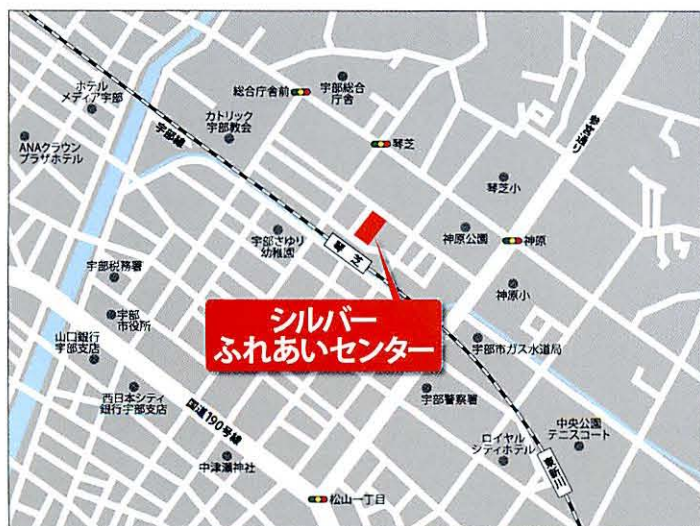 ホテル
メディア宇部
ANAクラウン
プラザホテル
総合庁舎前
宇部総合
庁舎
カトリック
宇部教会
宇部線
琴芝
琴芝小
宇部さゆり
幼稚園
琴芝
神原公園
神原
神原小
宇部税務署
宇部
市役所
山口銀行
宇部支店
西日本シティ
銀行宇部支店
シルバー
ふれあいセンター
宇部市ガス水道局
宇部警察署
国道190号線
中津瀬神社
松山一丁目
ロイヤル
シティホテル
中央公園
テニスコート